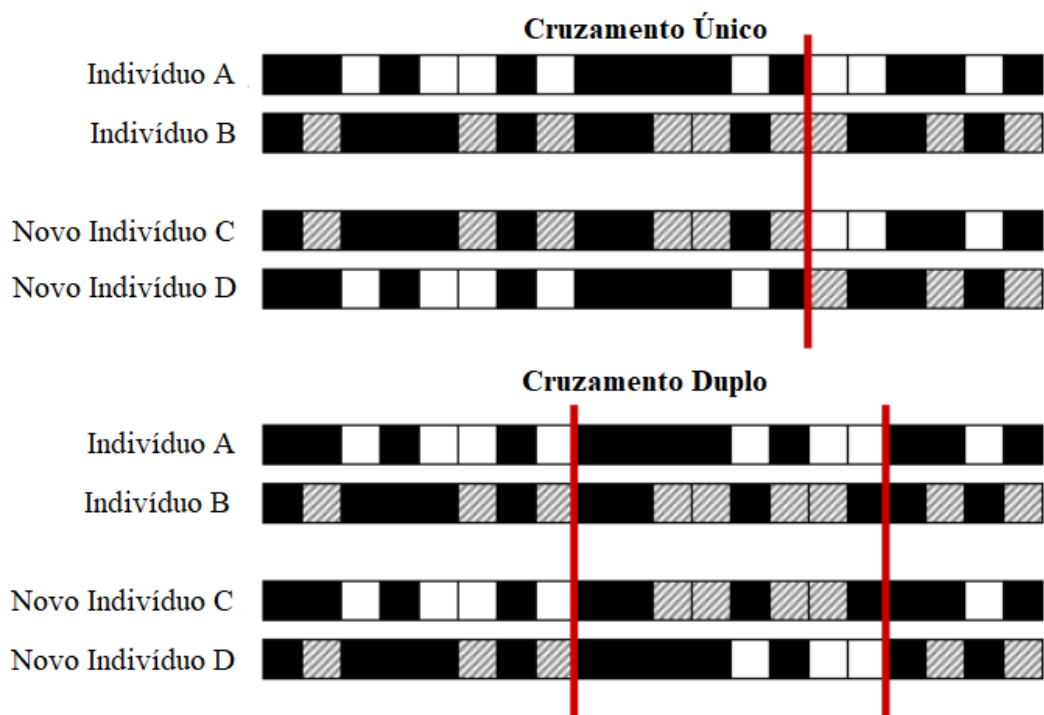 Cruzamento Único
Indivíduo A
Indivíduo B
Novo Indivíduo C
Novo Indivíduo D
Cruzamento Duplo
Indivíduo A
Indivíduo B
Novo Indivíduo C
Novo Indivíduo D